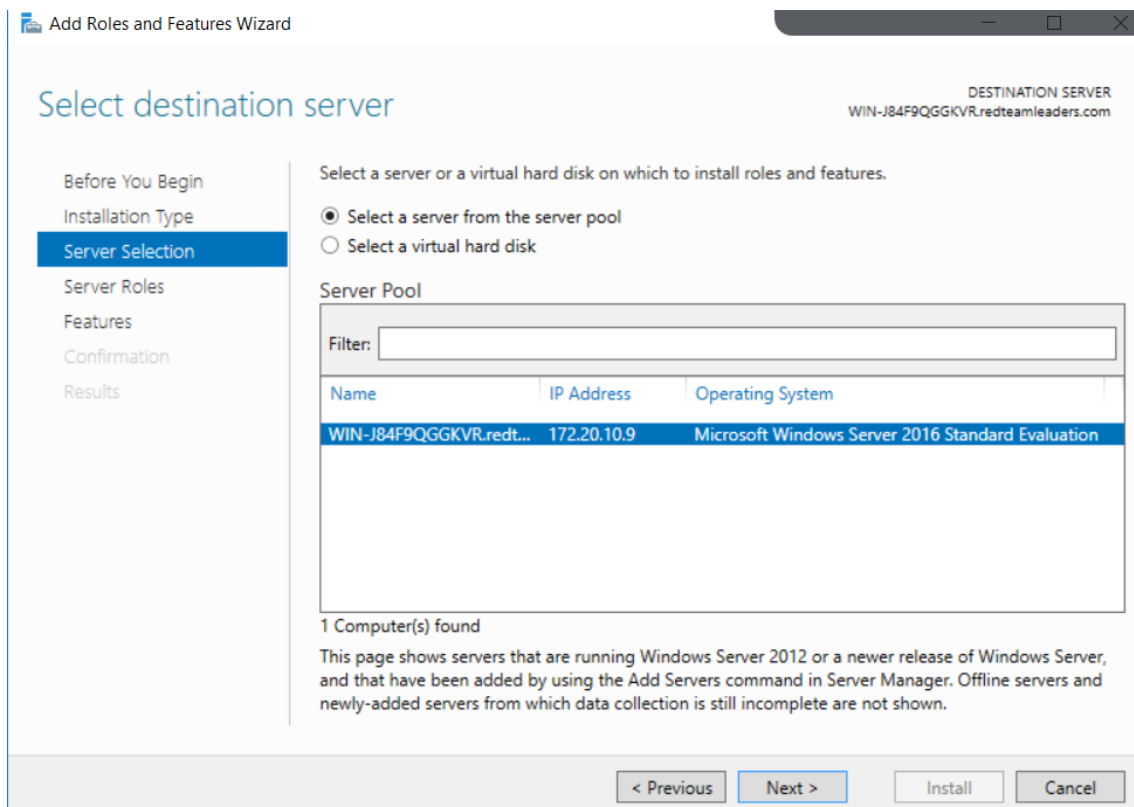 Add Roles and Features Wizard
Select destination server
DESTINATION SERVER
WIN-J84F9QGGKVR.redteamleaders.com
Before You Begin
Installation Type
Server Selection
Server Roles
Features
Confirmation
Results
Select a server or a virtual hard disk on which to install roles and features.
Select a server from the server pool
Select a virtual hard disk
Server Pool
Filter:
Name IP Address Operating System
WIN-J84F9QGGKVR.redt... 172.20.10.9 Microsoft Windows Server 2016 Standard Evaluation
1 Computer(s) found
This page shows servers that are running Windows Server 2012 or a newer release of Windows Server,
and that have been added by using the Add Servers command in Server Manager. Offline servers and
newly-added servers from which data collection is still incomplete are not shown.
< Previous Next > Install Cancel